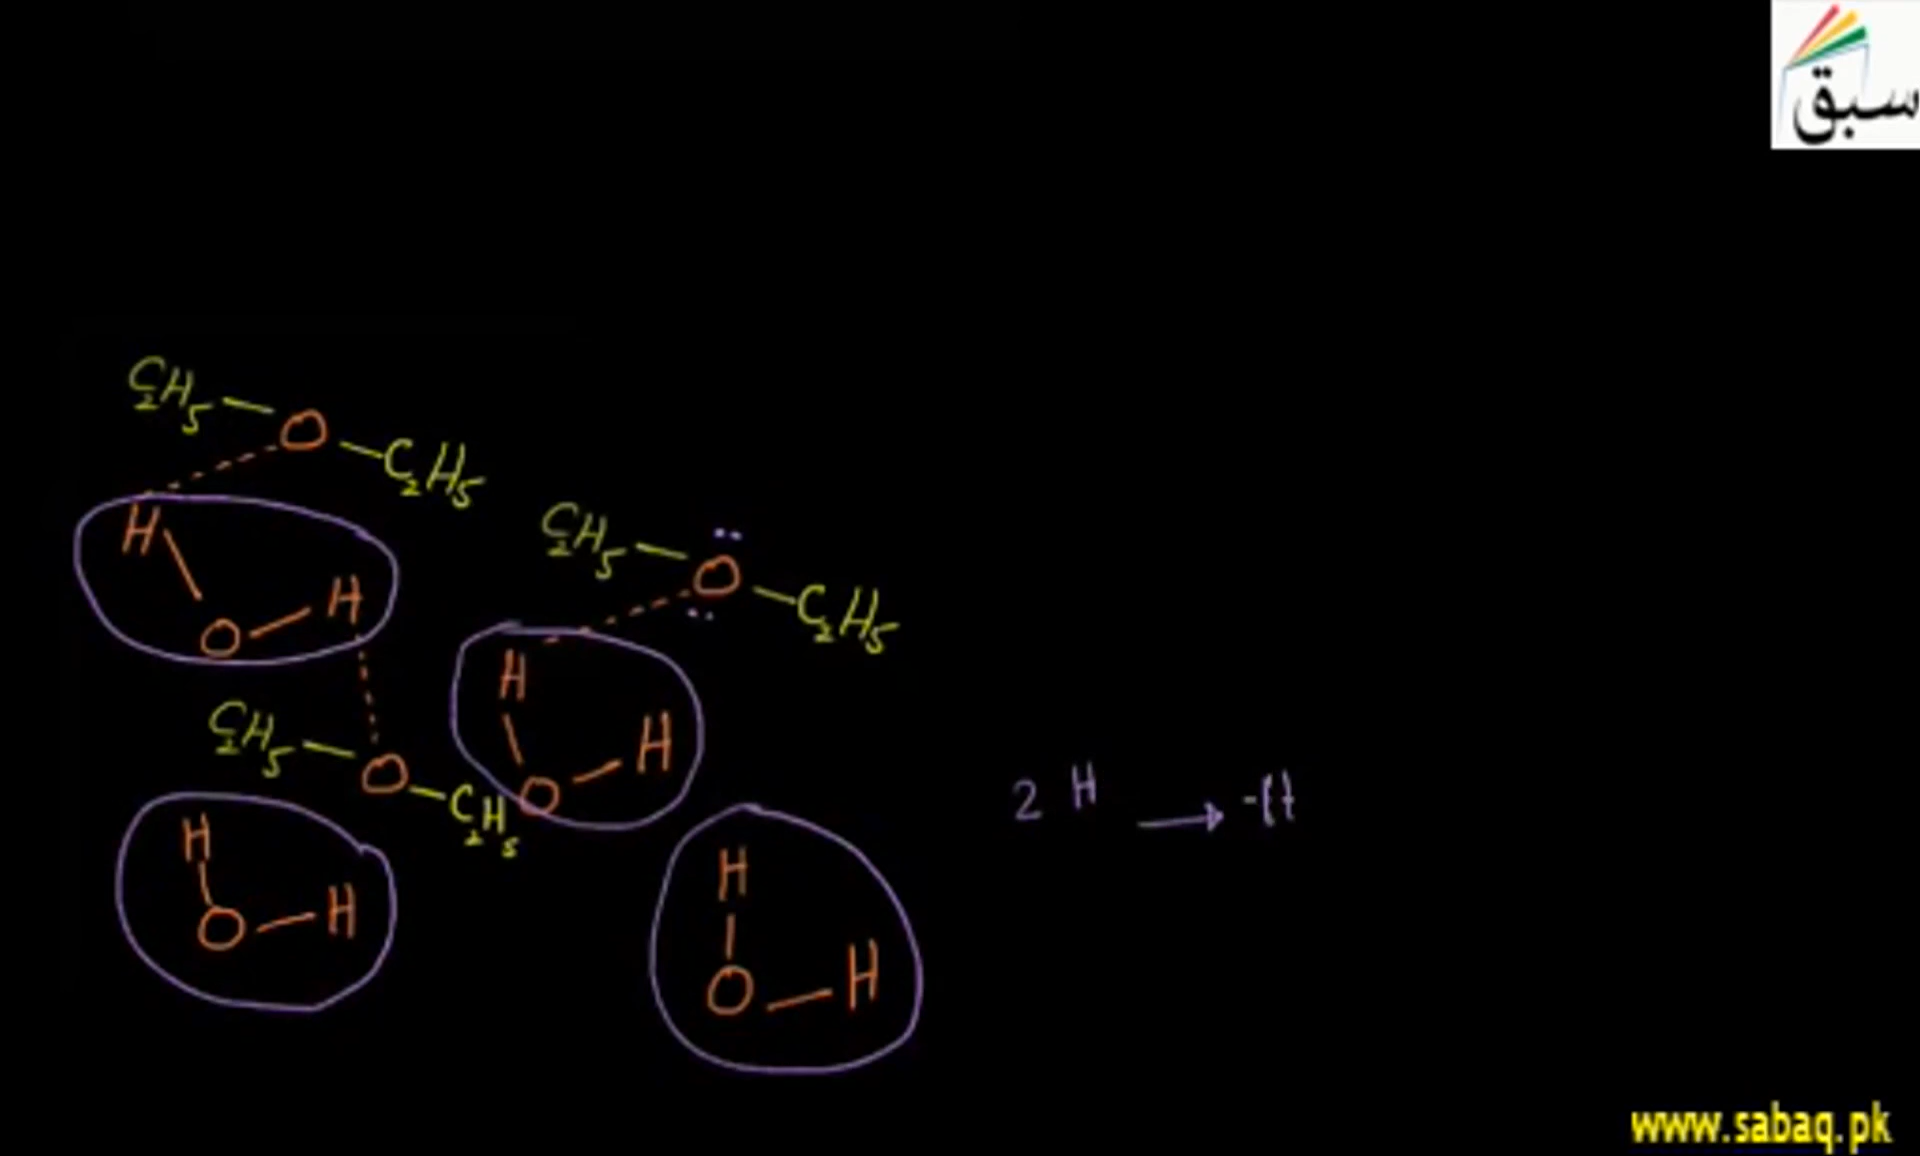 سبق
C₂H₅ — O — C₂H₅
H
O — H
C₂H₅ — O — C₂H₅
H
O — H
C₂H₅ — O — C₂H₅
H
O — H
H
O — H
2 H → -H
www.sabaq.pk